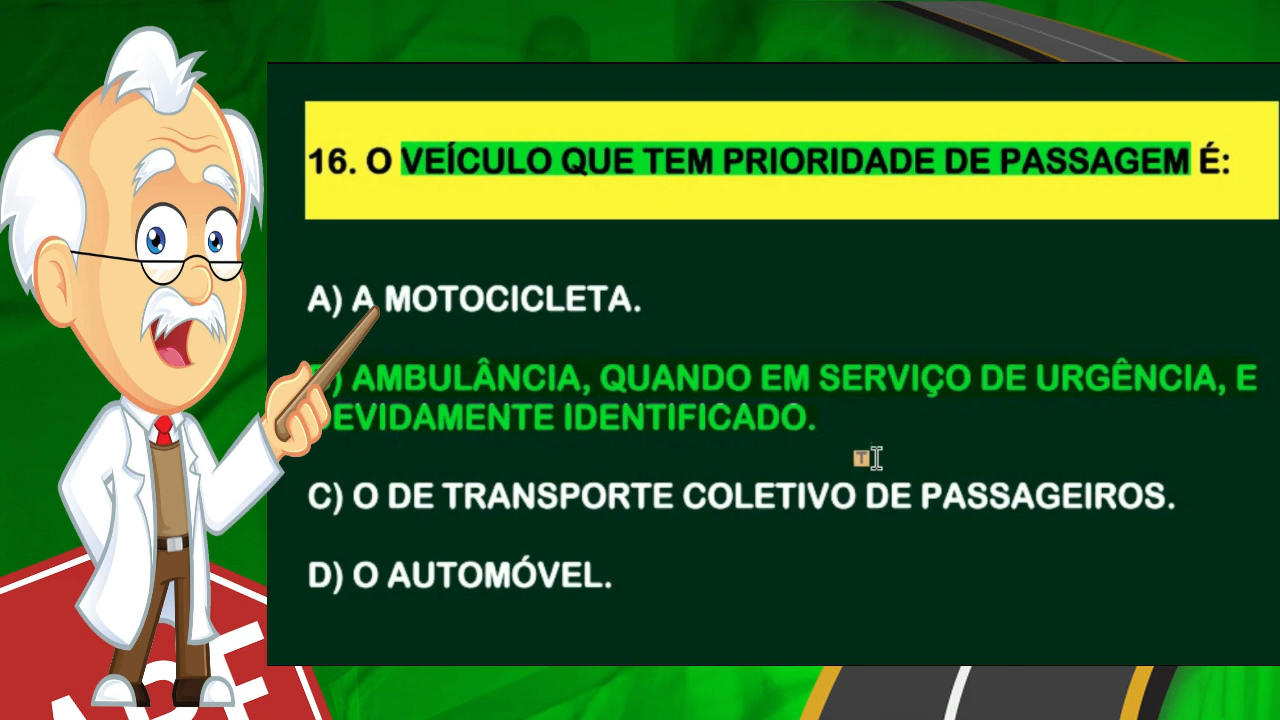 16. O VEÍCULO QUE TEM PRIORIDADE DE PASSAGEM É:
A) A MOTOCICLETA.
) AMBULÂNCIA, QUANDO EM SERVIÇO DE URGÊNCIA, E
EVIDAMENTE IDENTIFICADO.
T
C) O DE TRANSPORTE COLETIVO DE PASSAGEIROS.
D) O AUTOMÓVEL.